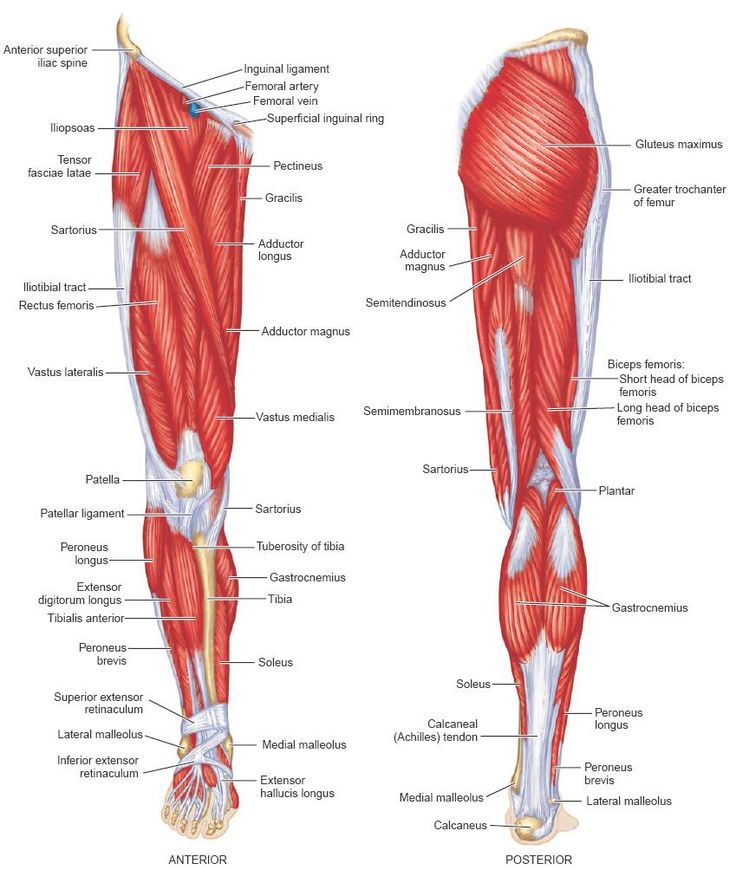 Anterior superior
iliac spine
Iliopsoas
Tensor
fasciae latae
Sartorius
Iliotibial tract
Rectus femoris
Vastus lateralis
Patella
Patellar ligament
Peroneus
longus
Extensor
digitorum longus
Tibialis anterior
Peroneus
brevis
Superior extensor
retinaculum
Lateral malleolus
Inferior extensor
retinaculum
Inguinal ligament
Femoral artery
Femoral vein
Superficial inguinal ring
Pectineus
Gracilis
Adductor
longus
Adductor magnus
Vastus medialis
Sartorius
Tuberosity of tibia
Gastrocnemius
Tibia
Soleus
Medial malleolus
Extensor
hallucis longus
ANTERIOR
Gracilis
Adductor
magnus
Semitendinosus
Semimembranosus
Sartorius
Soleus
Calcaneal
(Achilles) tendon
Medial malleolus
Calcaneus
Gluteus maximus
Greater trochanter
of femur
Iliotibial tract
Biceps femoris:
Short head of biceps
femoris
Long head of biceps
femoris
Plantar
Gastrocnemius
Peroneus
longus
Peroneus
brevis
Lateral malleolus
POSTERIOR